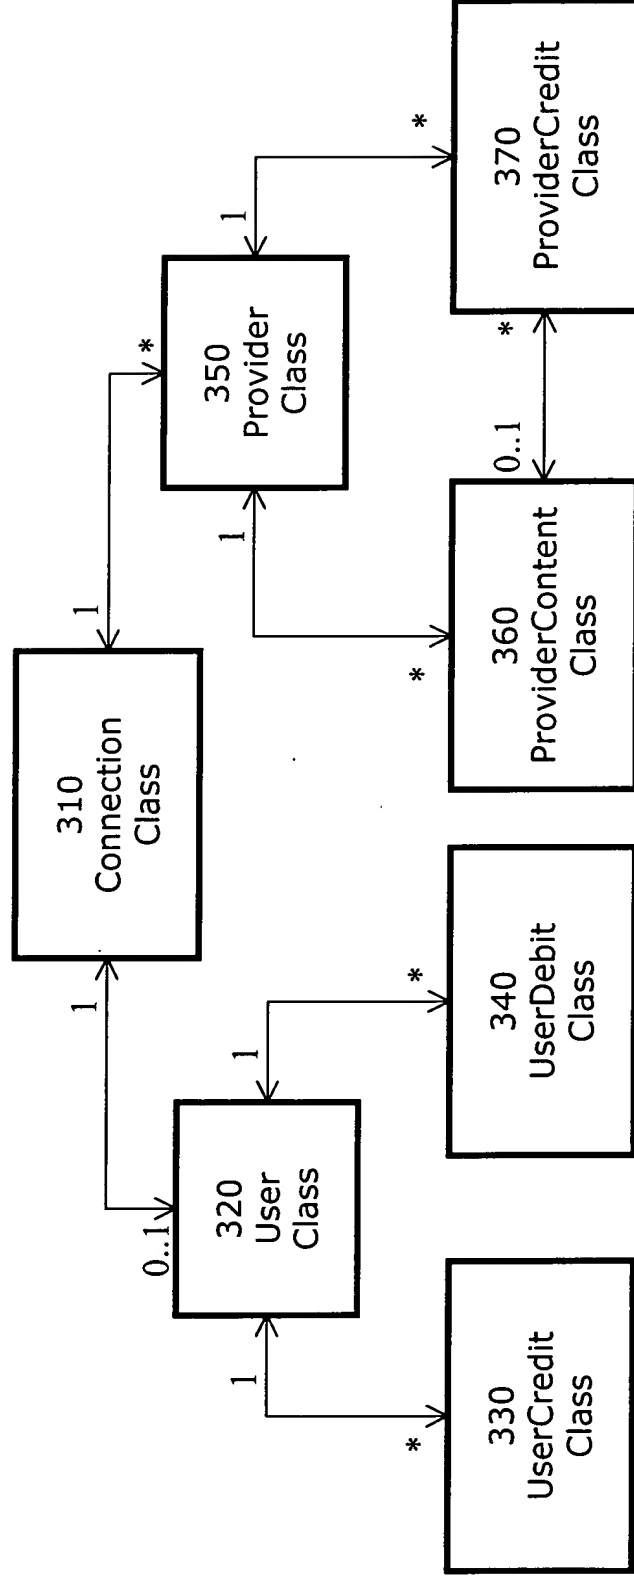 310
Connection
Class
1
1
0..1
*
320
User
Class
350
Provider
Class
1
1
1
1
*
*
*
*
330
UserCredit
Class
340
UserDebit
Class
360
ProviderContent
Class
0..1
*
370
ProviderCredit
Class